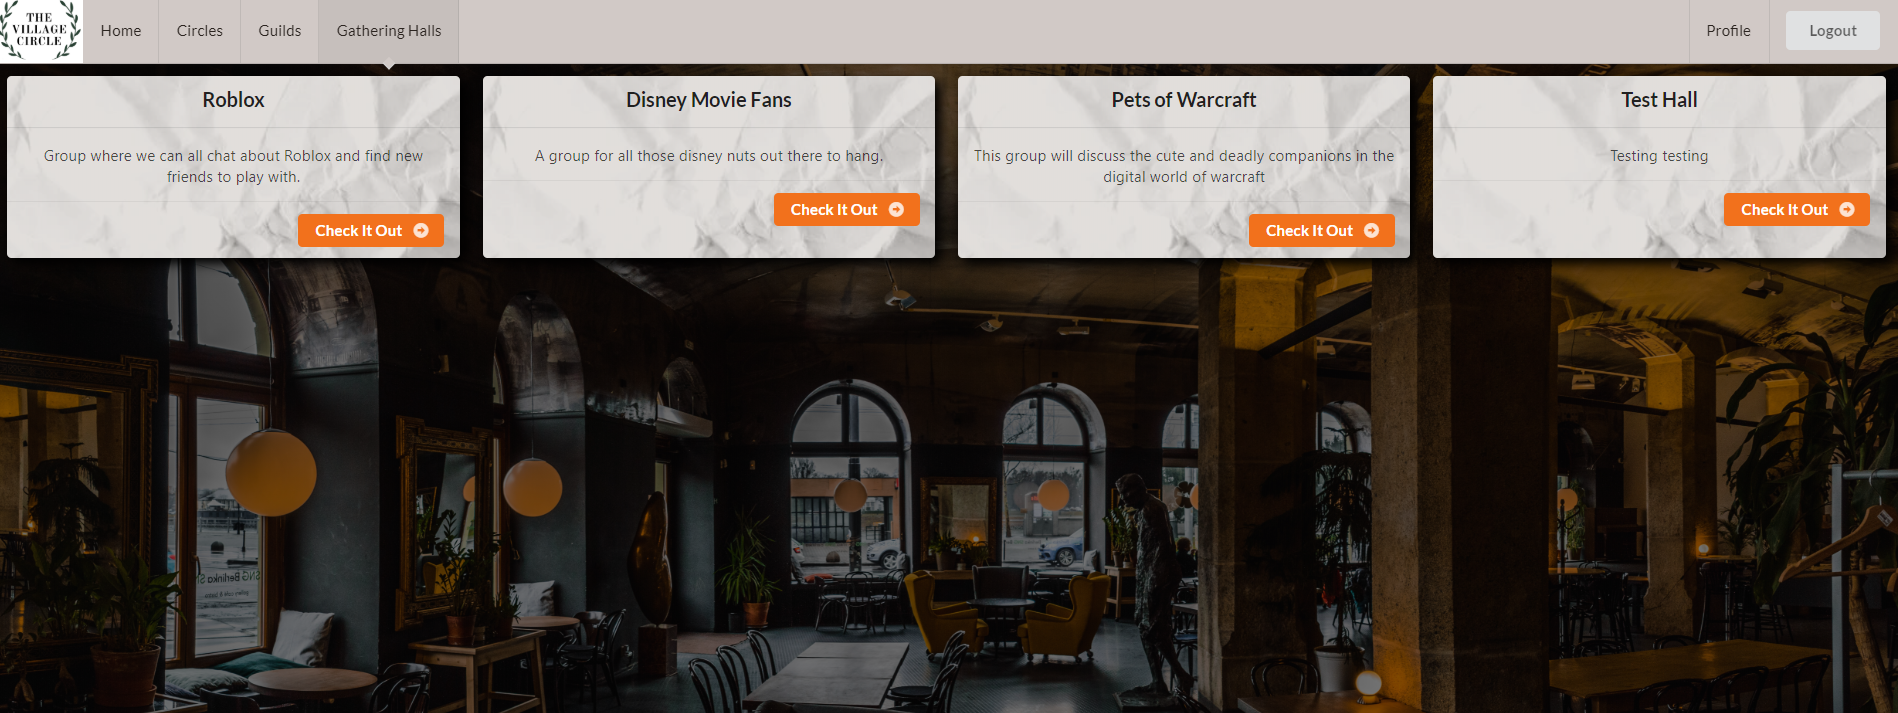 THE
VILLAGE
CIRCLE
Home
Circles
Guilds
Gathering Halls
Profile
Logout
Roblox
Group where we can all chat about Roblox and find new
friends to play with.
Check It Out
Disney Movie Fans
A group for all those disney nuts out there to hang.
Check It Out
Pets of Warcraft
This group will discuss the cute and deadly companions in the
digital world of warcraft
Check It Out
Test Hall
Testing testing
Check It Out